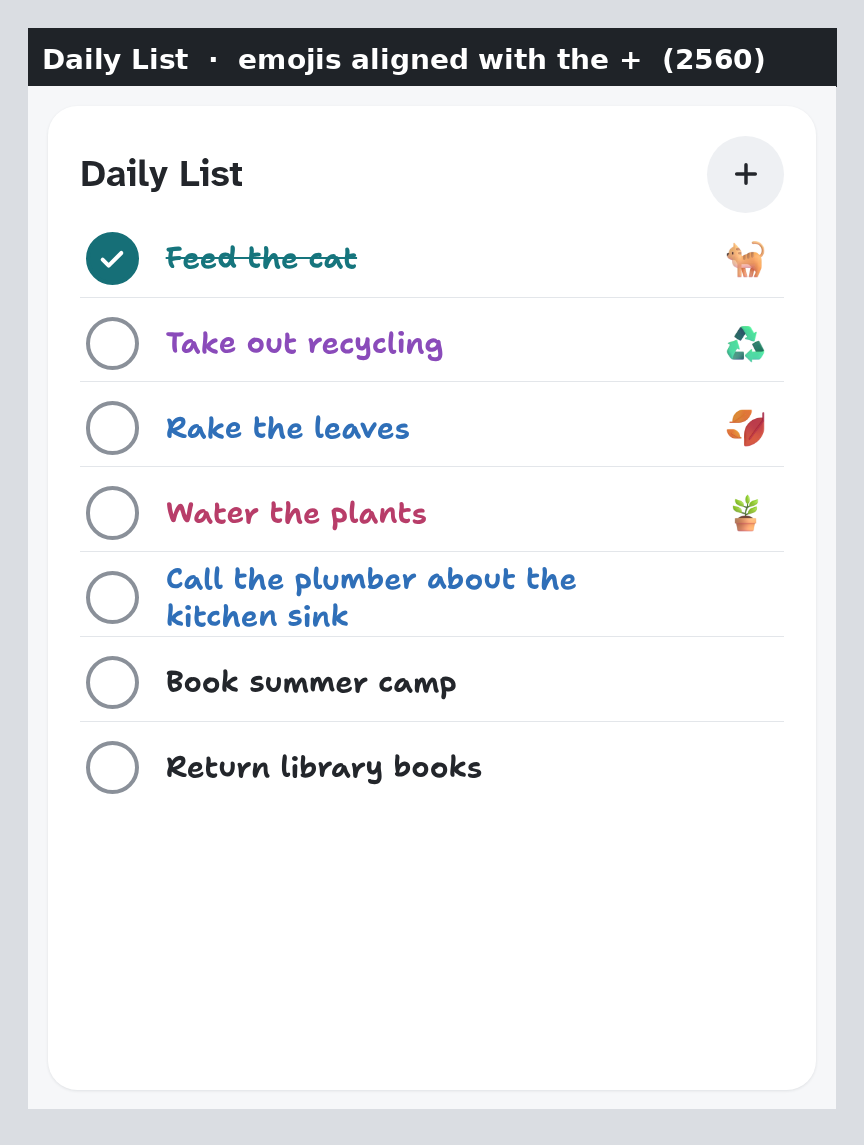 Daily List · emojis aligned with the + (2560)
Daily List
+
Feed the cat
Take out recycling
Rake the leaves
Water the plants
Call the plumber about the
kitchen sink
Book summer camp
Return library books